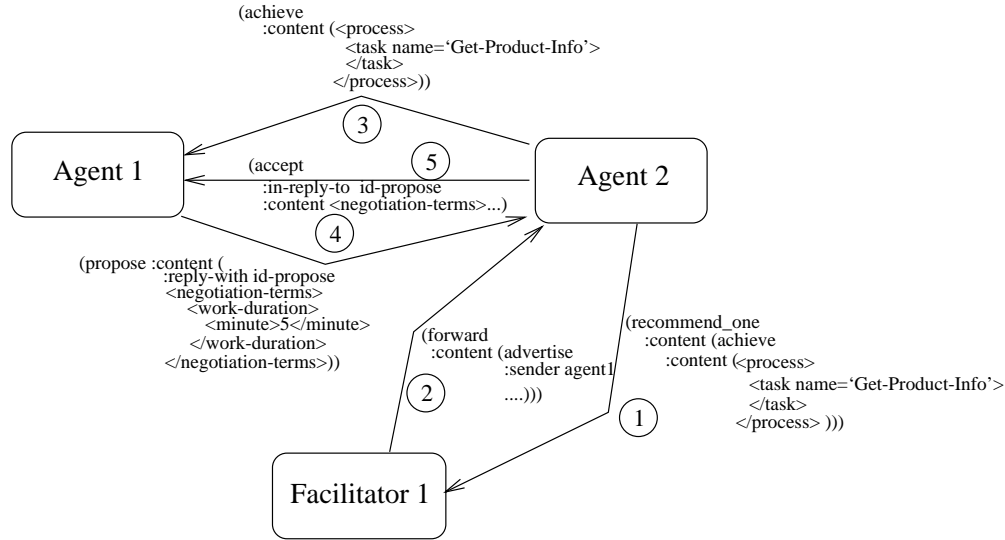 (achieve
:content (<process>
<task name=‘Get-Product-Info’>
</task>
</process>))
3
Agent 1
5
Agent 2
(accept
:in-reply-to id-propose
:content <negotiation-terms>...)
4
(propose :content (
:reply-with id-propose
<negotiation-terms>
<work-duration>
<minute>5</minute>
</work-duration>
</negotiation-terms>))
(forward
:content (advertise
:sender agent1
....)))
2
(recommend_one
:content (achieve
:content (<process>
<task name=‘Get-Product-Info’>
</task>
</process> )))
1
Facilitator 1